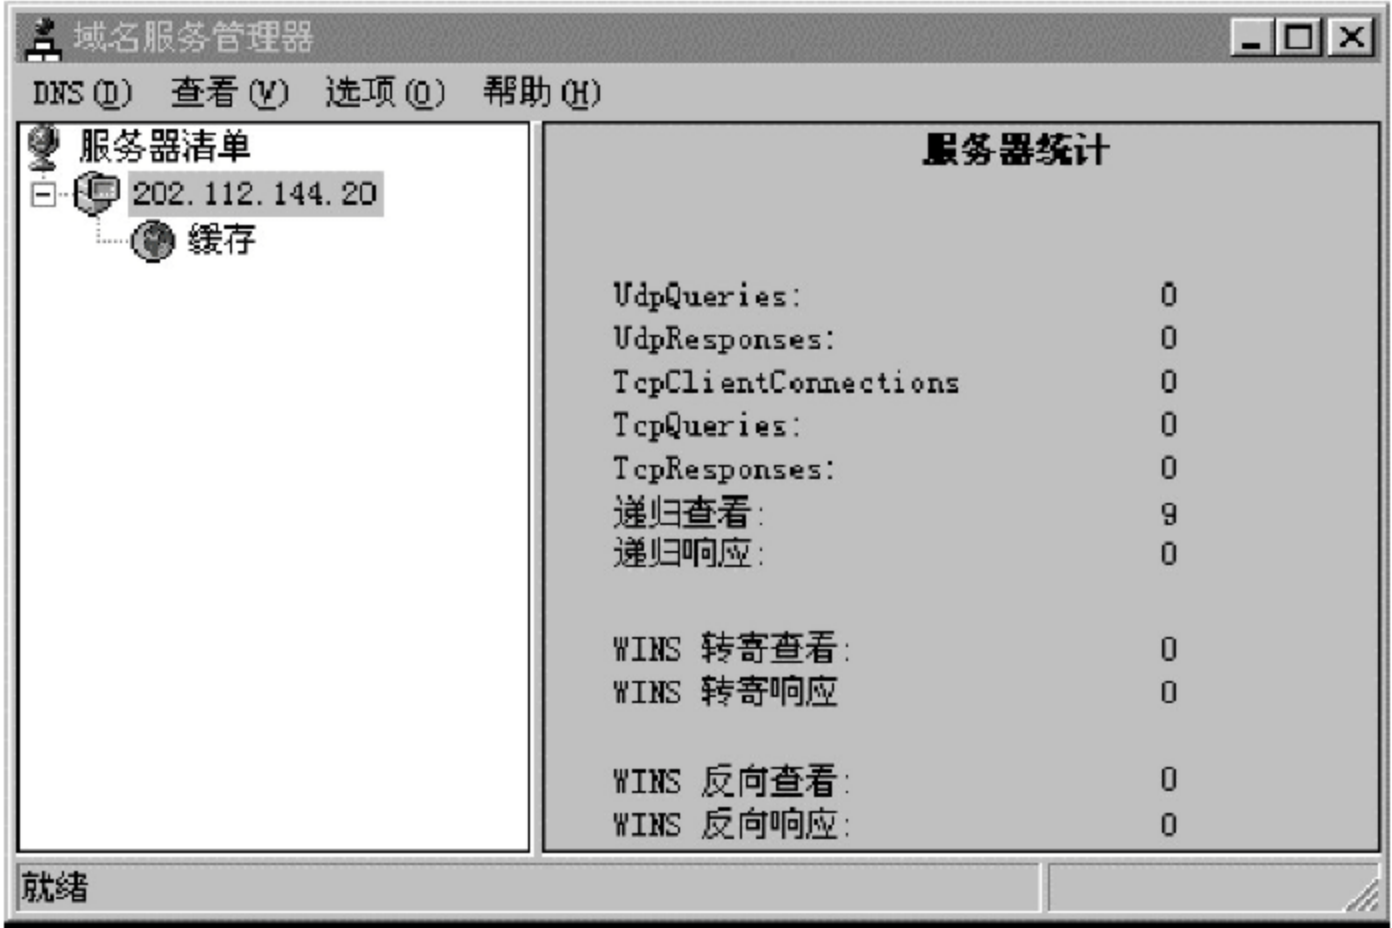 域名服务管理器
DNS(D) 查看(V) 选项(O) 帮助(H)
服务器清单
202.112.144.20
缓存
服务器统计
UdpQueries: 0
UdpResponses: 0
TcpClientConnections 0
TcpQueries: 0
TcpResponses: 0
递归查看: 9
递归响应: 0
WINS 转寄查看: 0
WINS 转寄响应 0
WINS 反向查看: 0
WINS 反向响应: 0
就绪